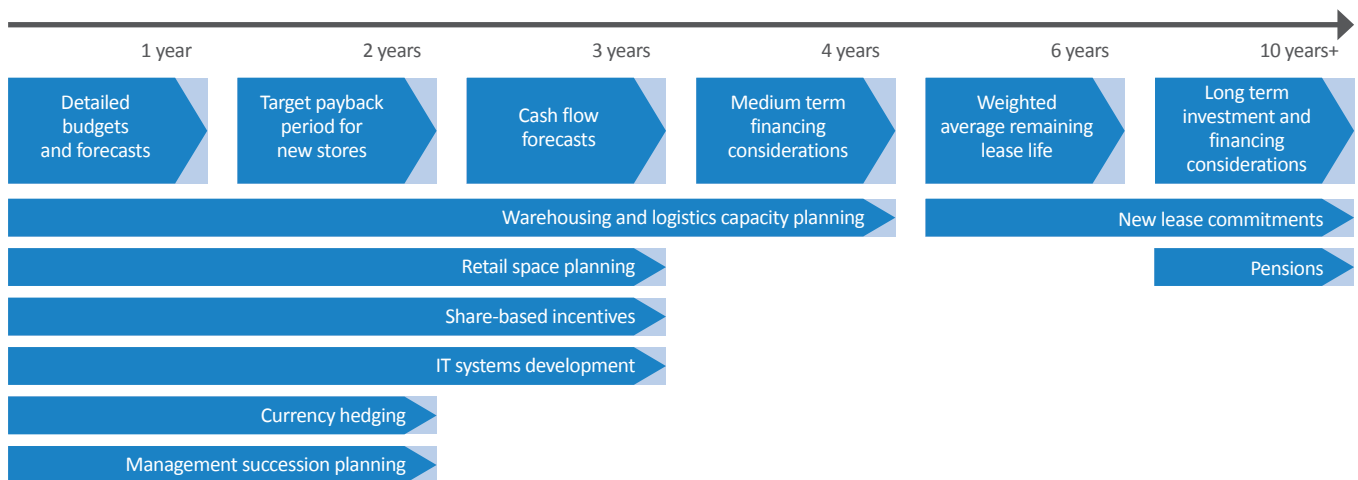 1 year
2 years
3 years
4 years
6 years
10 years+
Detailed
budgets
and forecasts
Target payback
period for
new stores
Cash flow
forecasts
Medium term
financing
considerations
Weighted
average remaining
lease life
Long term
investment and
financing
considerations
Warehousing and logistics capacity planning
New lease commitments
Retail space planning
Pensions
Share-based incentives
IT systems development
Currency hedging
Management succession planning